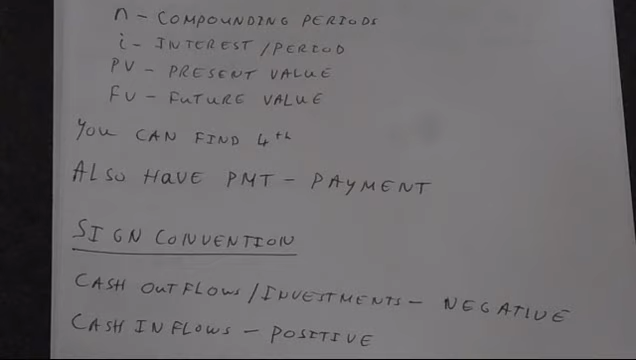 n - COMPOUNDING PERIODS
i - INTEREST / PERIOD
PV - PRESENT VALUE
FV - FUTURE VALUE
YOU CAN FIND 4th
ALSO HAVE PMT - PAYMENT
SIGN CONVENTION
CASH OUTFLOWS / INVESTMENTS - NEGATIVE
CASH INFLOWS - POSITIVE